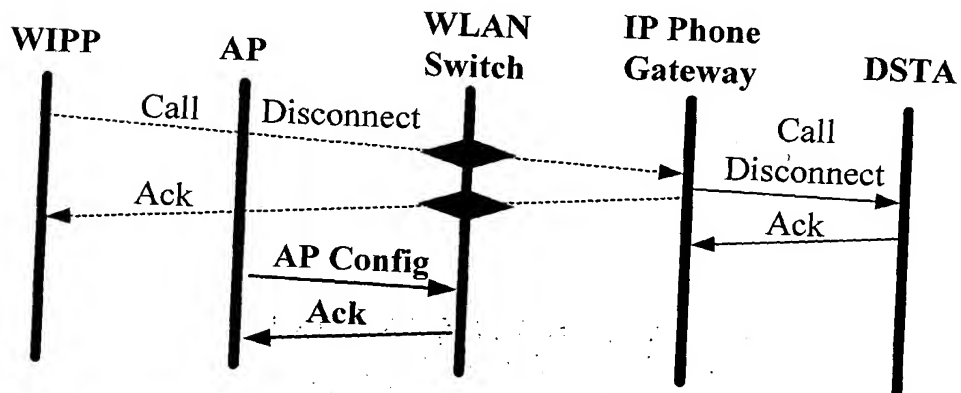 WIPP
AP
WLAN
Switch
IP Phone
Gateway
DSTA
Call Disconnect
Call
Disconnect
Ack
Ack
AP Config
Ack